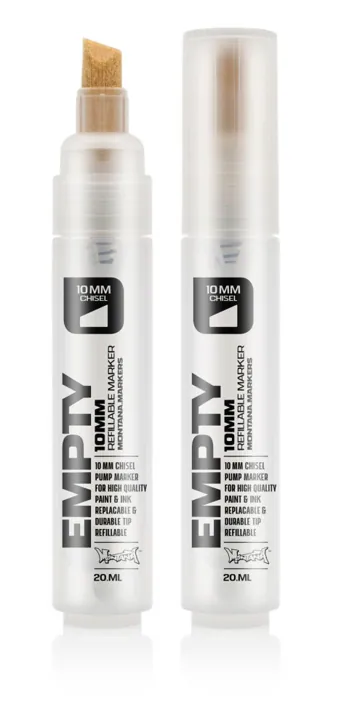 10 MM
CHISEL
EMPTY
10MM
REFILLABLE MARKER
MONTANA MARKERS
10 MM CHISEL
PUMP MARKER
FOR HIGH QUALITY
PAINT & INK
REPLACABLE &
DURABLE TIP
REFILLABLE
20.ML
10 MM
CHISEL
EMPTY
10MM
REFILLABLE MARKER
MONTANA MARKERS
10 MM CHISEL
PUMP MARKER
FOR HIGH QUALITY
PAINT & INK
REPLACABLE &
DURABLE TIP
REFILLABLE
20.ML